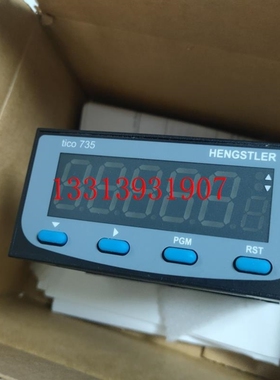 tico 735
HENGSTLER
13313931907
PGM
RST